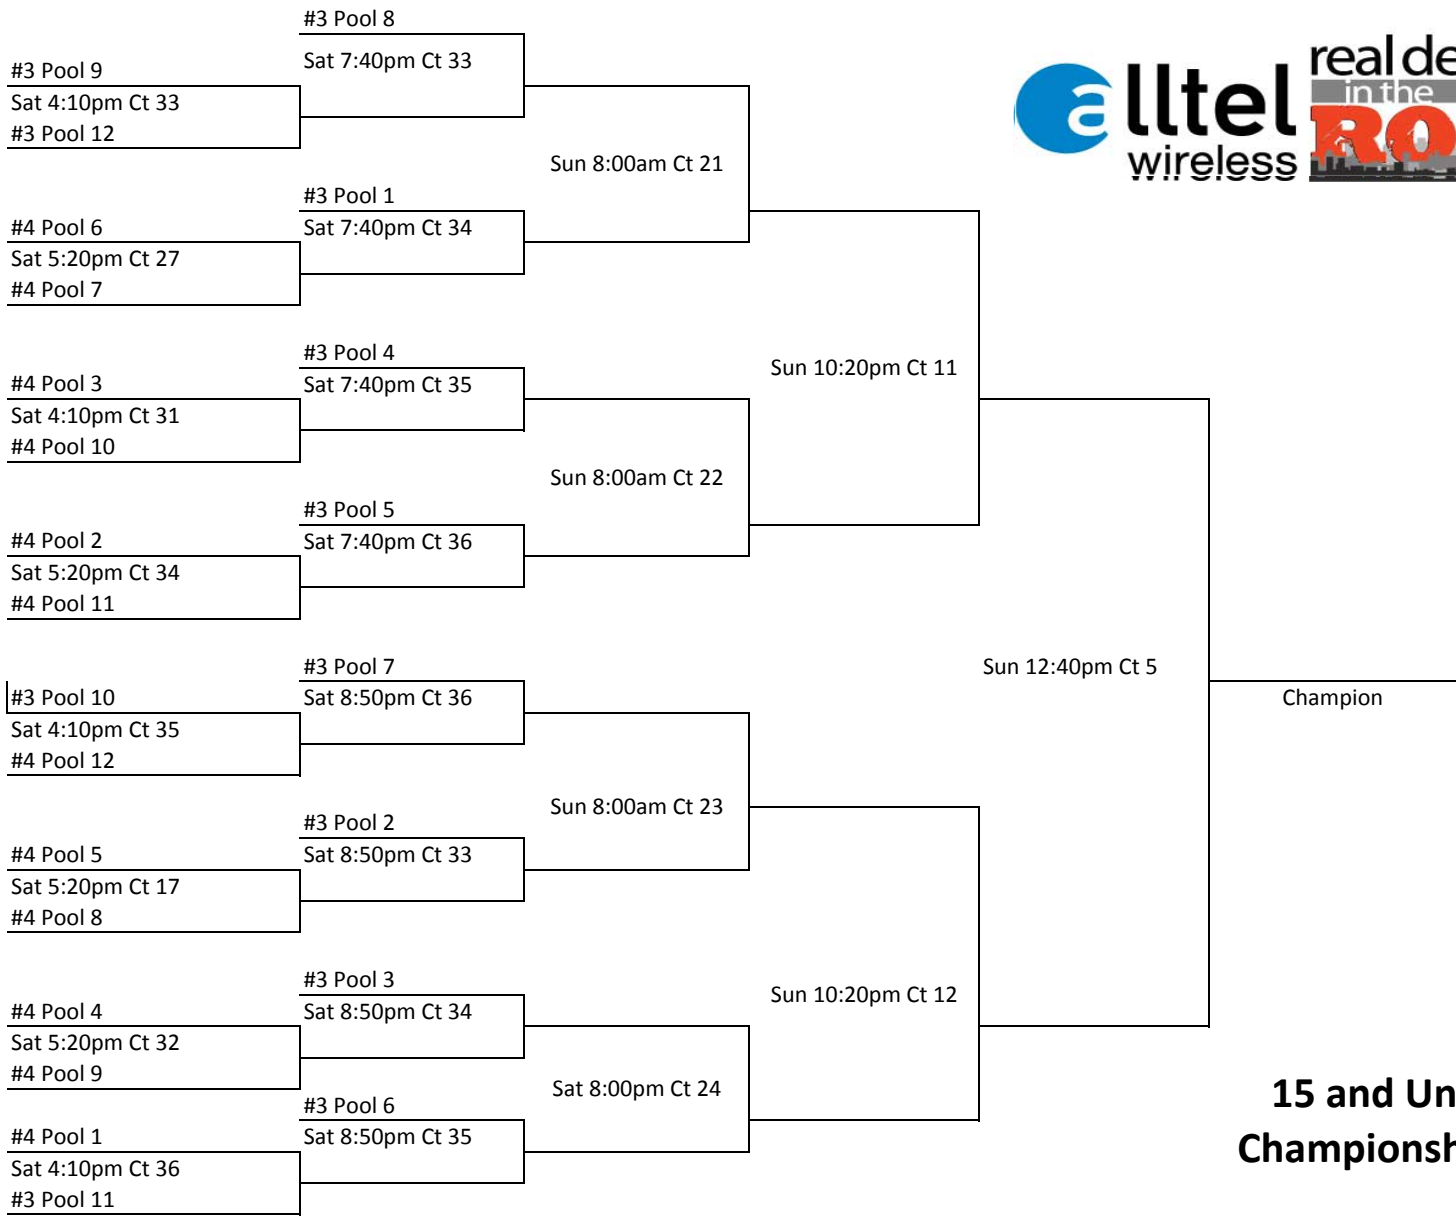 #3 Pool 8
Sat 7:40pm Ct 33
#3 Pool 9
Sat 4:10pm Ct 33
#3 Pool 12
Sun 8:00am Ct 21
#3 Pool 1
Sat 7:40pm Ct 34
#4 Pool 6
Sat 5:20pm Ct 27
#4 Pool 7
#3 Pool 4
Sat 7:40pm Ct 35
Sun 10:20pm Ct 11
#4 Pool 3
Sat 4:10pm Ct 31
#4 Pool 10
Sun 8:00am Ct 22
#3 Pool 5
Sat 7:40pm Ct 36
#4 Pool 2
Sat 5:20pm Ct 34
#4 Pool 11
#3 Pool 7
Sat 8:50pm Ct 36
Sun 12:40pm Ct 5
Champion
#3 Pool 10
Sat 4:10pm Ct 35
#4 Pool 12
Sun 8:00am Ct 23
#3 Pool 2
Sat 8:50pm Ct 33
#4 Pool 5
Sat 5:20pm Ct 17
#4 Pool 8
#3 Pool 3
Sat 8:50pm Ct 34
Sun 10:20pm Ct 12
#4 Pool 4
Sat 5:20pm Ct 32
#4 Pool 9
Sat 8:00pm Ct 24
#3 Pool 6
Sat 8:50pm Ct 35
#4 Pool 1
Sat 4:10pm Ct 36
#3 Pool 11
alltel
wireless
real de
in the
RO
15 and Un
Championsh